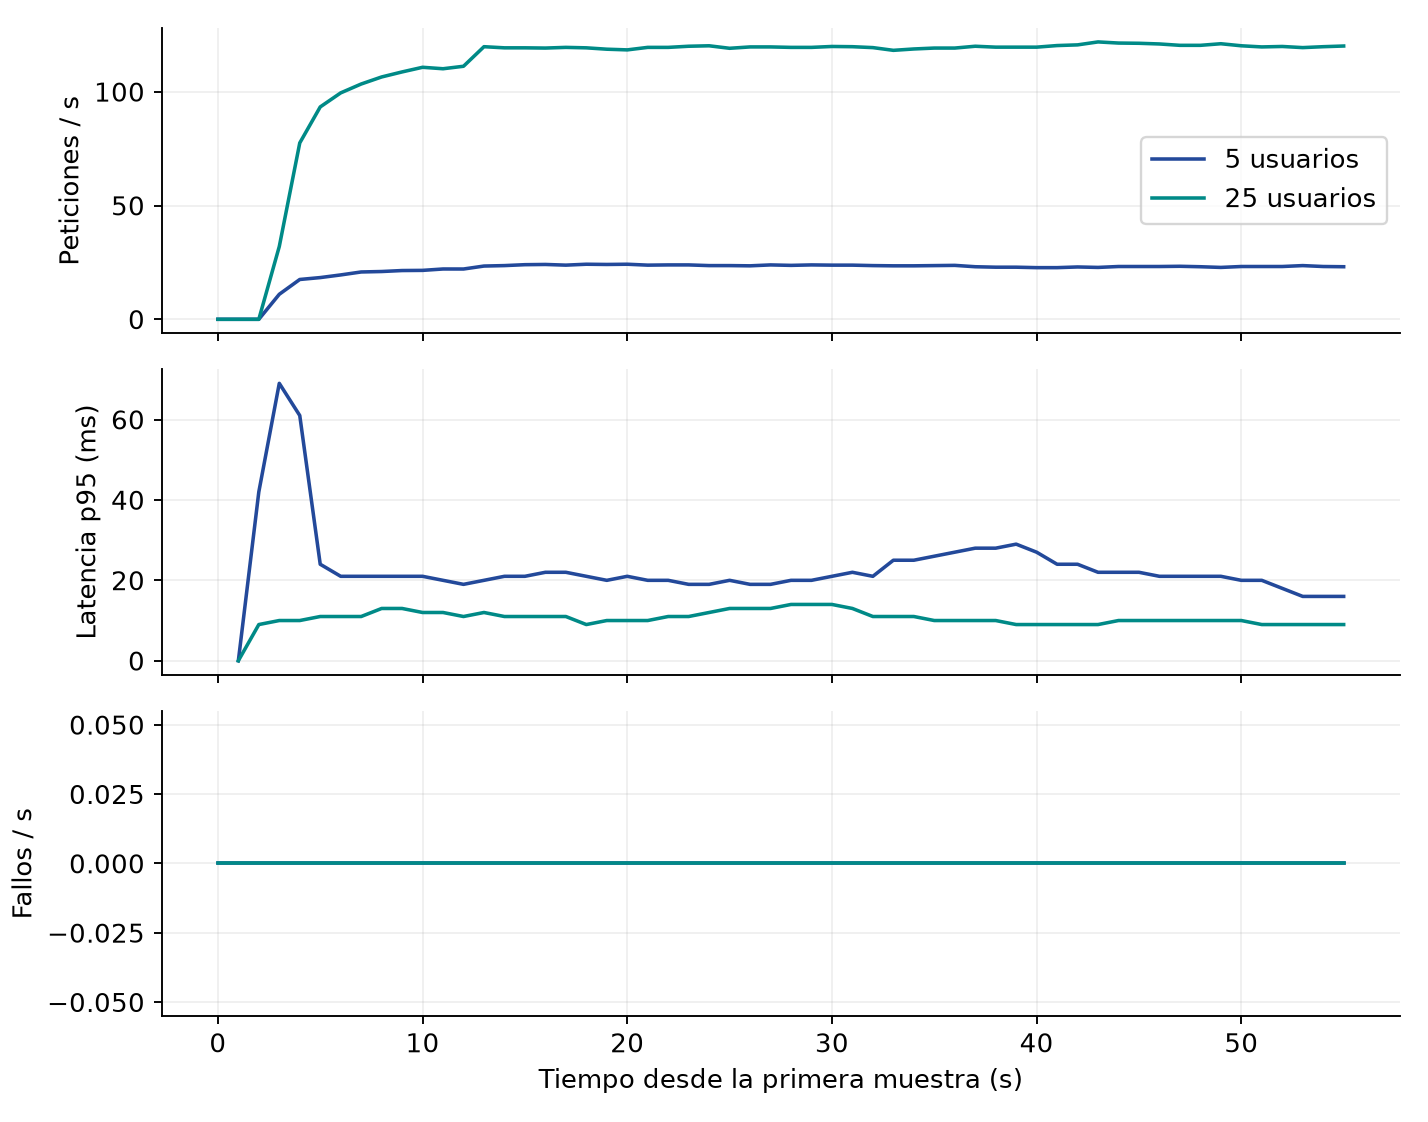 Peticiones / s
100
50
0
5 usuarios
25 usuarios
Latencia p95 (ms)
60
40
20
0
Fallos / s
0.050
0.025
0.000
−0.025
−0.050
0 10 20 30 40 50
Tiempo desde la primera muestra (s)